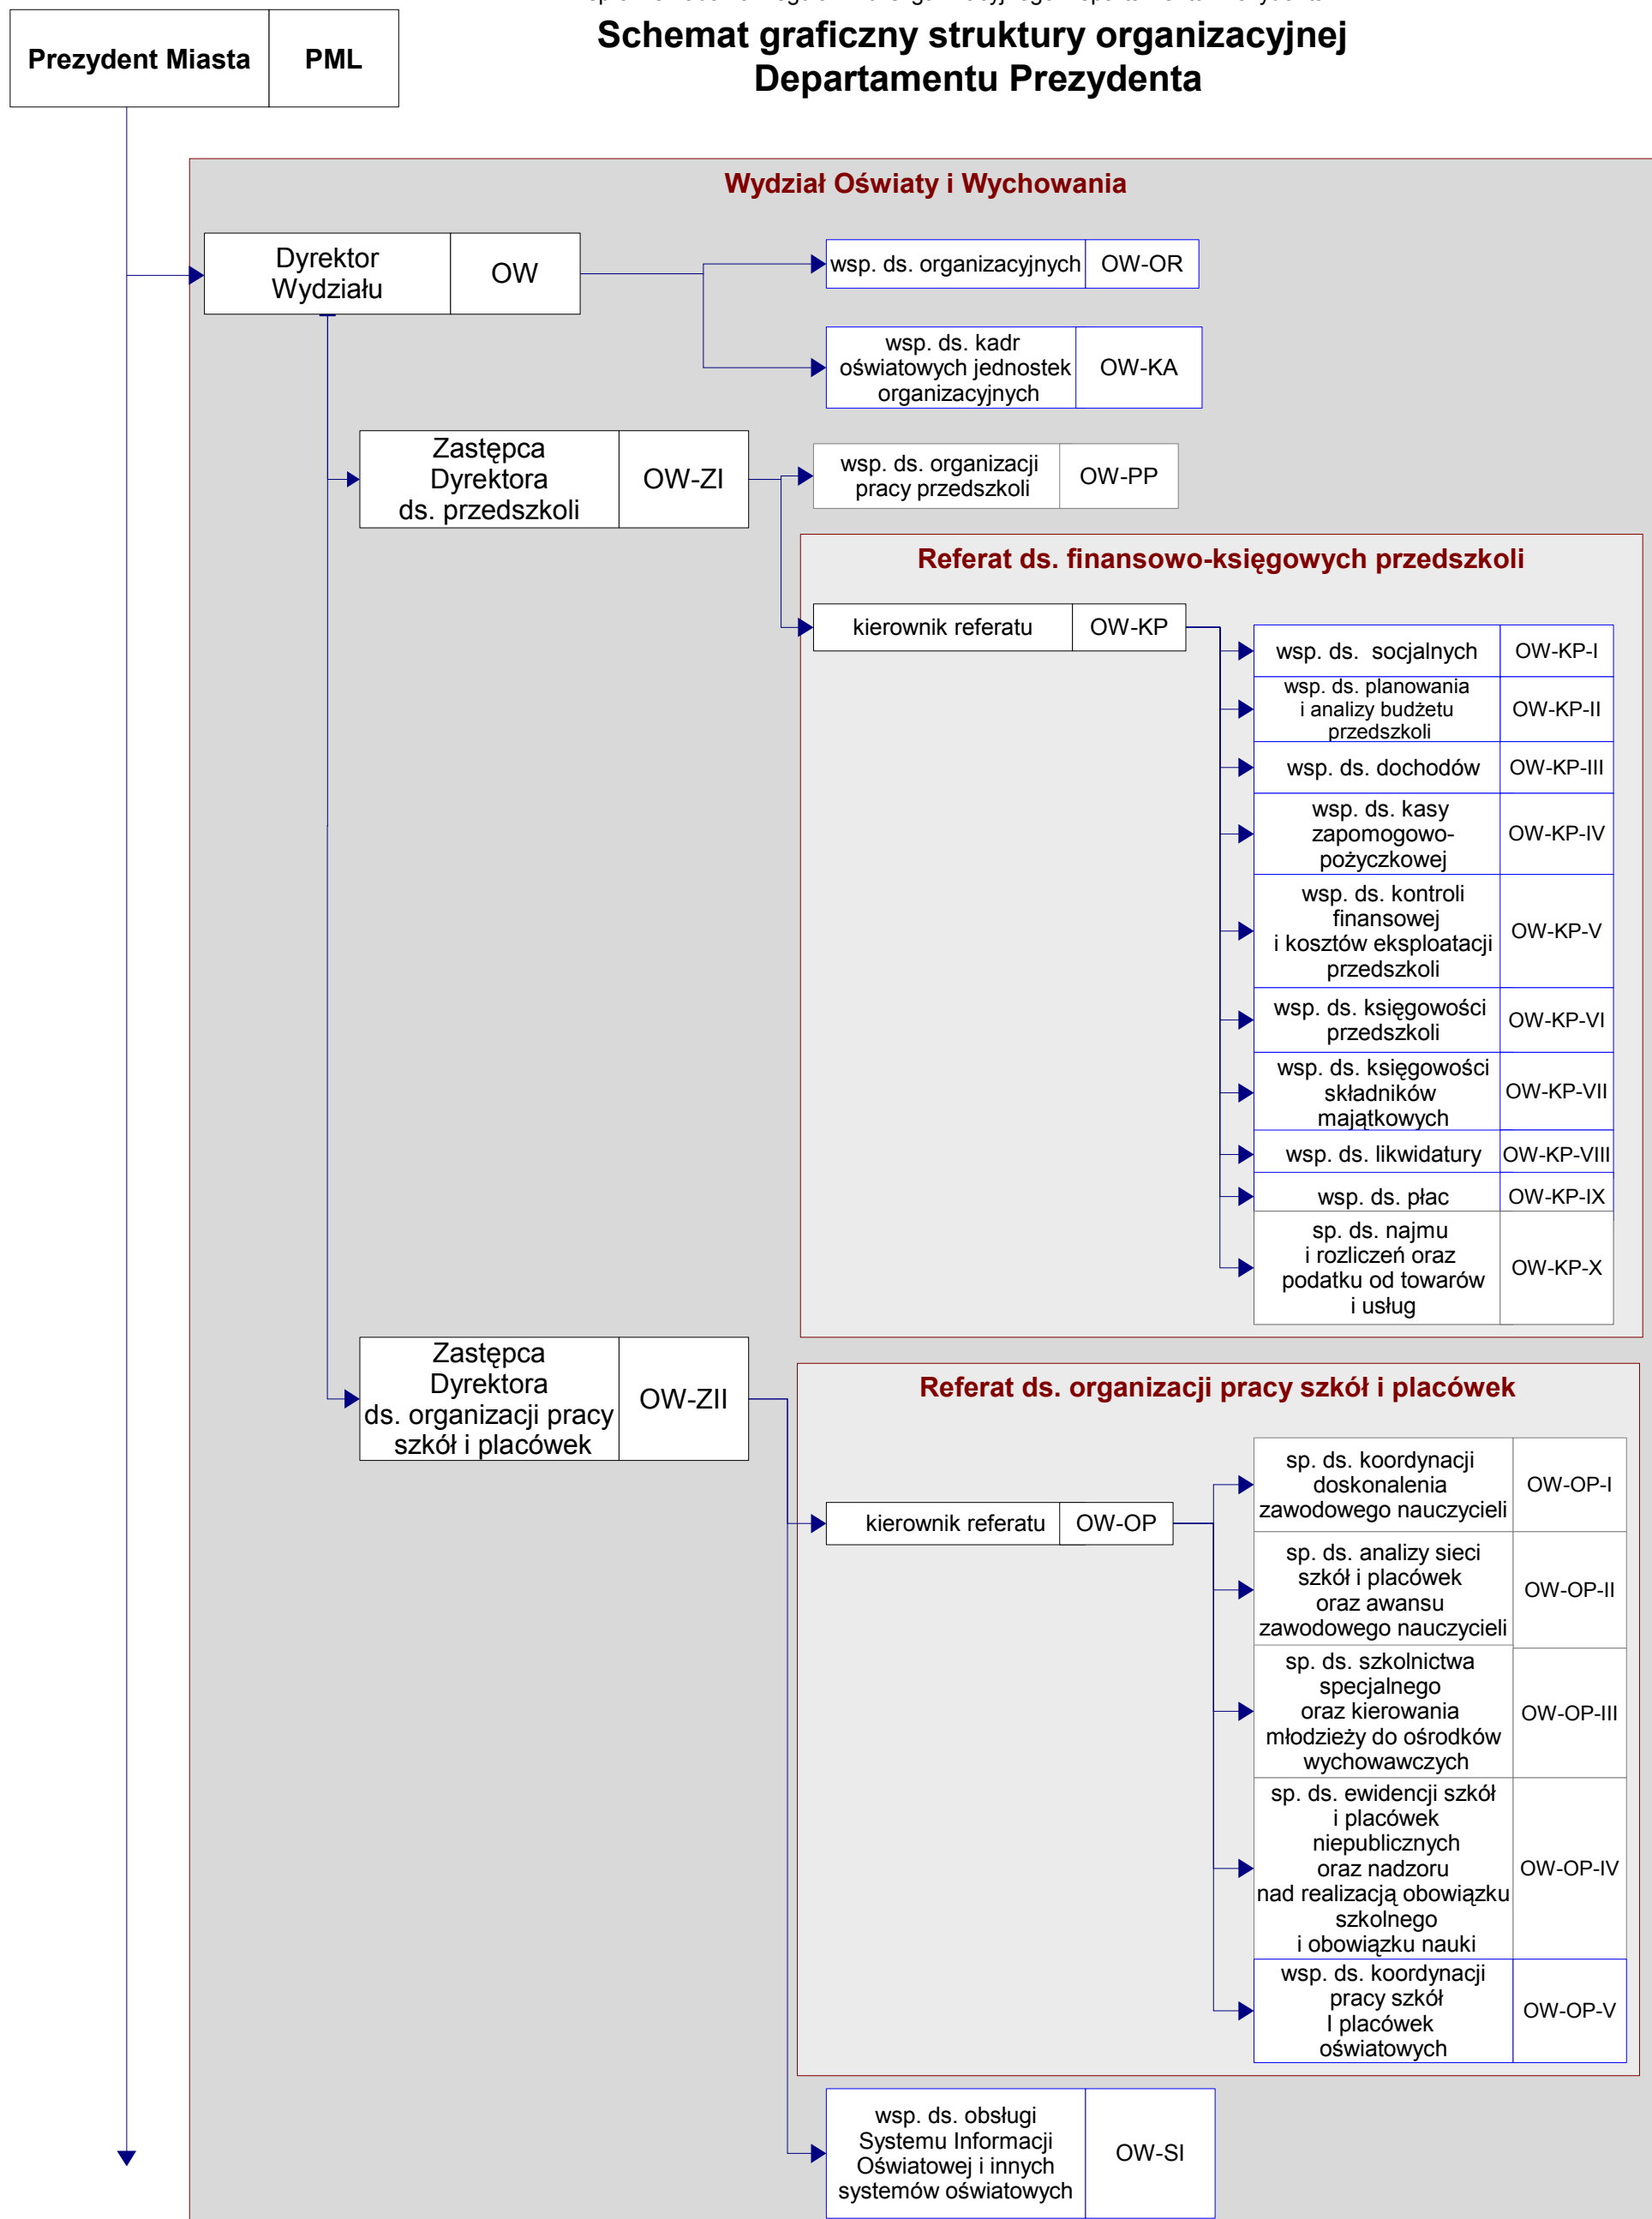 Schemat graficzny struktury organizacyjnej
Departamentu Prezydenta
Prezydent Miasta
PML
Wydział Oświaty i Wychowania
Dyrektor
Wydziału
OW
wsp. ds. organizacyjnych
OW-OR
wsp. ds. kadr
oświatowych jednostek
organizacyjnych
OW-KA
Zastępca
Dyrektora
ds. przedszkoli
OW-ZI
wsp. ds. organizacji
pracy przedszkoli
OW-PP
Referat ds. finansowo-księgowych przedszkoli
kierownik referatu
OW-KP
wsp. ds. socjalnych
OW-KP-I
wsp. ds. planowania
i analizy budżetu
przedszkoli
OW-KP-II
wsp. ds. dochodów
OW-KP-III
wsp. ds. kasy
zapomogowo-
pożyczkowej
OW-KP-IV
wsp. ds. kontroli
finansowej
i kosztów eksploatacji
przedszkoli
OW-KP-V
wsp. ds. księgowości
przedszkoli
OW-KP-VI
wsp. ds. księgowości
składników
majątkowych
OW-KP-VII
wsp. ds. likwidatury
OW-KP-VIII
wsp. ds. płac
OW-KP-IX
sp. ds. najmu
i rozliczeń oraz
podatku od towarów
i usług
OW-KP-X
Zastępca
Dyrektora
ds. organizacji pracy
szkół i placówek
OW-ZII
Referat ds. organizacji pracy szkół i placówek
kierownik referatu
OW-OP
sp. ds. koordynacji
doskonalenia
zawodowego nauczycieli
OW-OP-I
sp. ds. analizy sieci
szkół i placówek
oraz awansu
zawodowego nauczycieli
OW-OP-II
sp. ds. szkolnictwa
specjalnego
oraz kierowania
młodzieży do ośrodków
wychowawczych
OW-OP-III
sp. ds. ewidencji szkół
i placówek
niepublicznych
oraz nadzoru
nad realizacją obowiązku
szkolnego
i obowiązku nauki
OW-OP-IV
wsp. ds. koordynacji
pracy szkół
I placówek
oświatowych
OW-OP-V
wsp. ds. obsługi
Systemu Informacji
Oświatowej i innych
systemów oświatowych
OW-SI